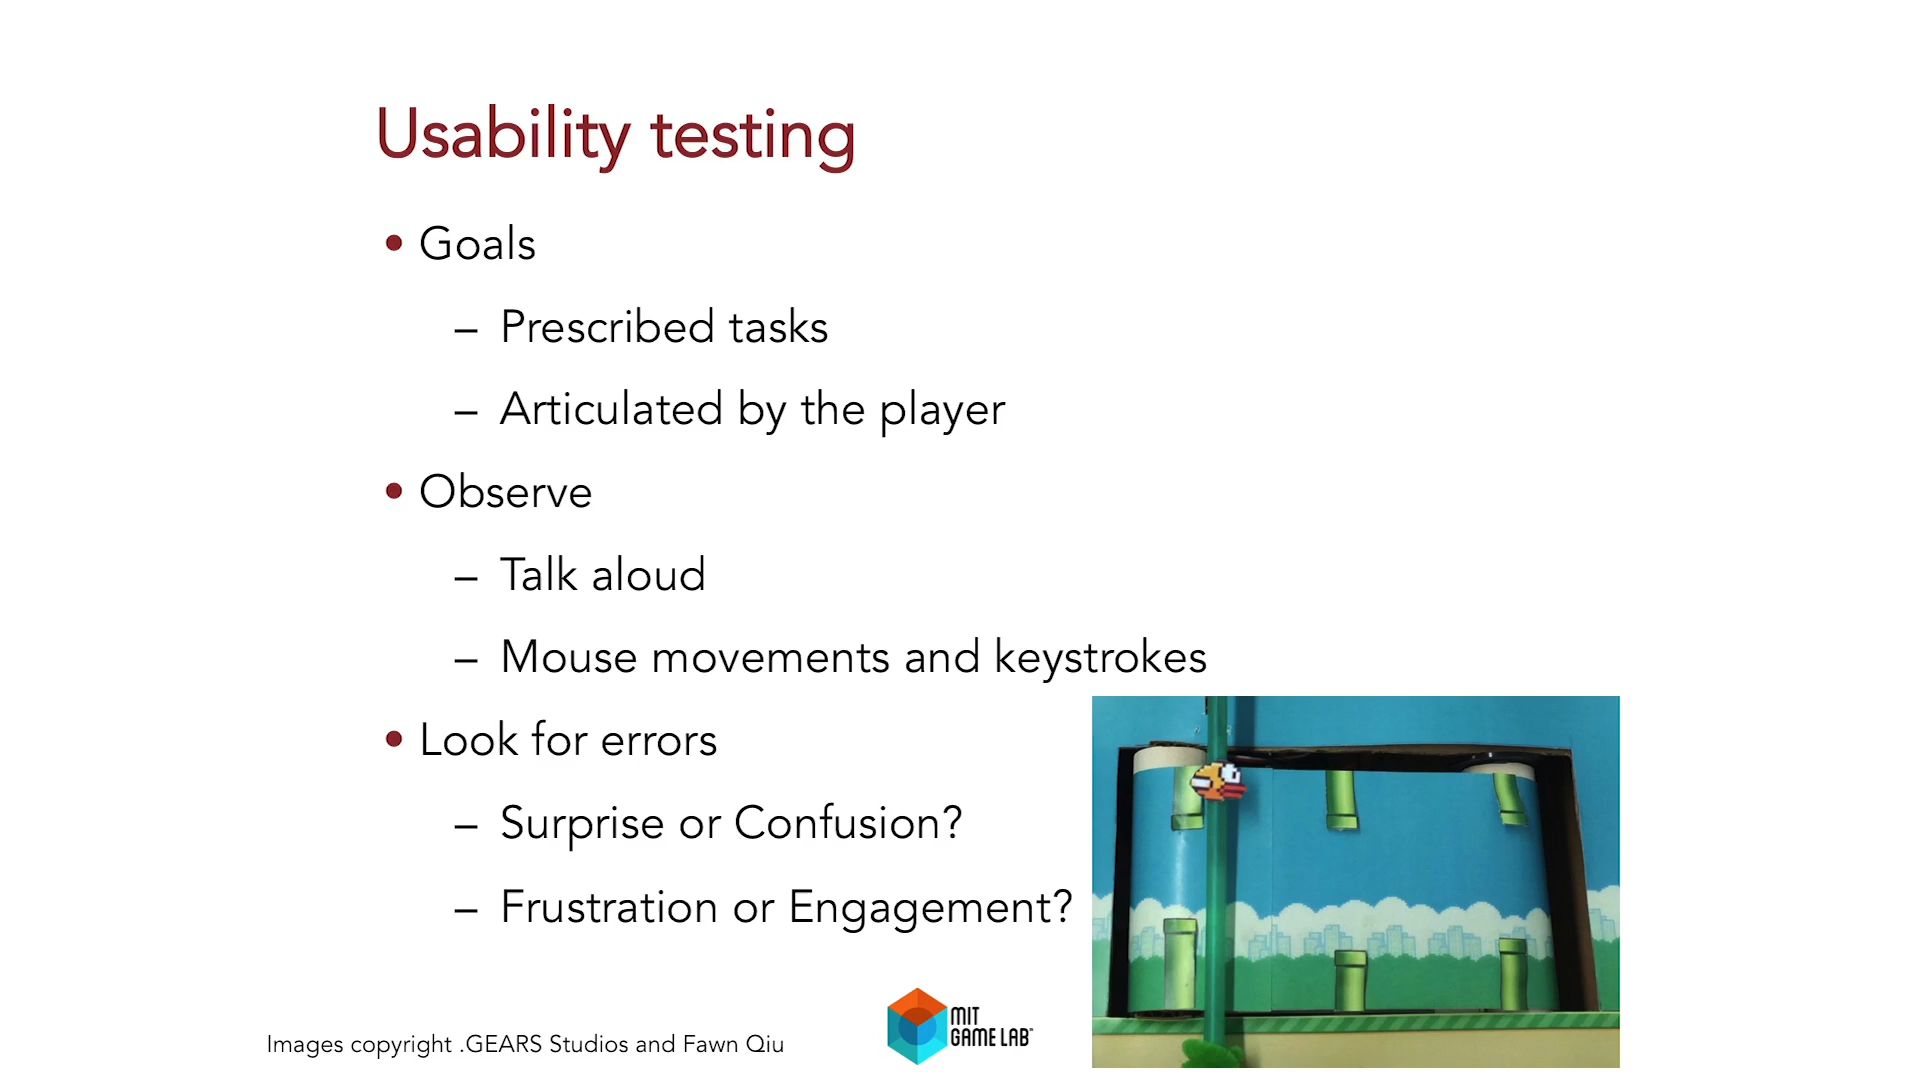 Usability testing
• Goals
– Prescribed tasks
– Articulated by the player
• Observe
– Talk aloud
– Mouse movements and keystrokes
• Look for errors
– Surprise or Confusion?
– Frustration or Engagement?
Images copyright .GEARS Studios and Fawn Qiu
MIT
GAME LAB™